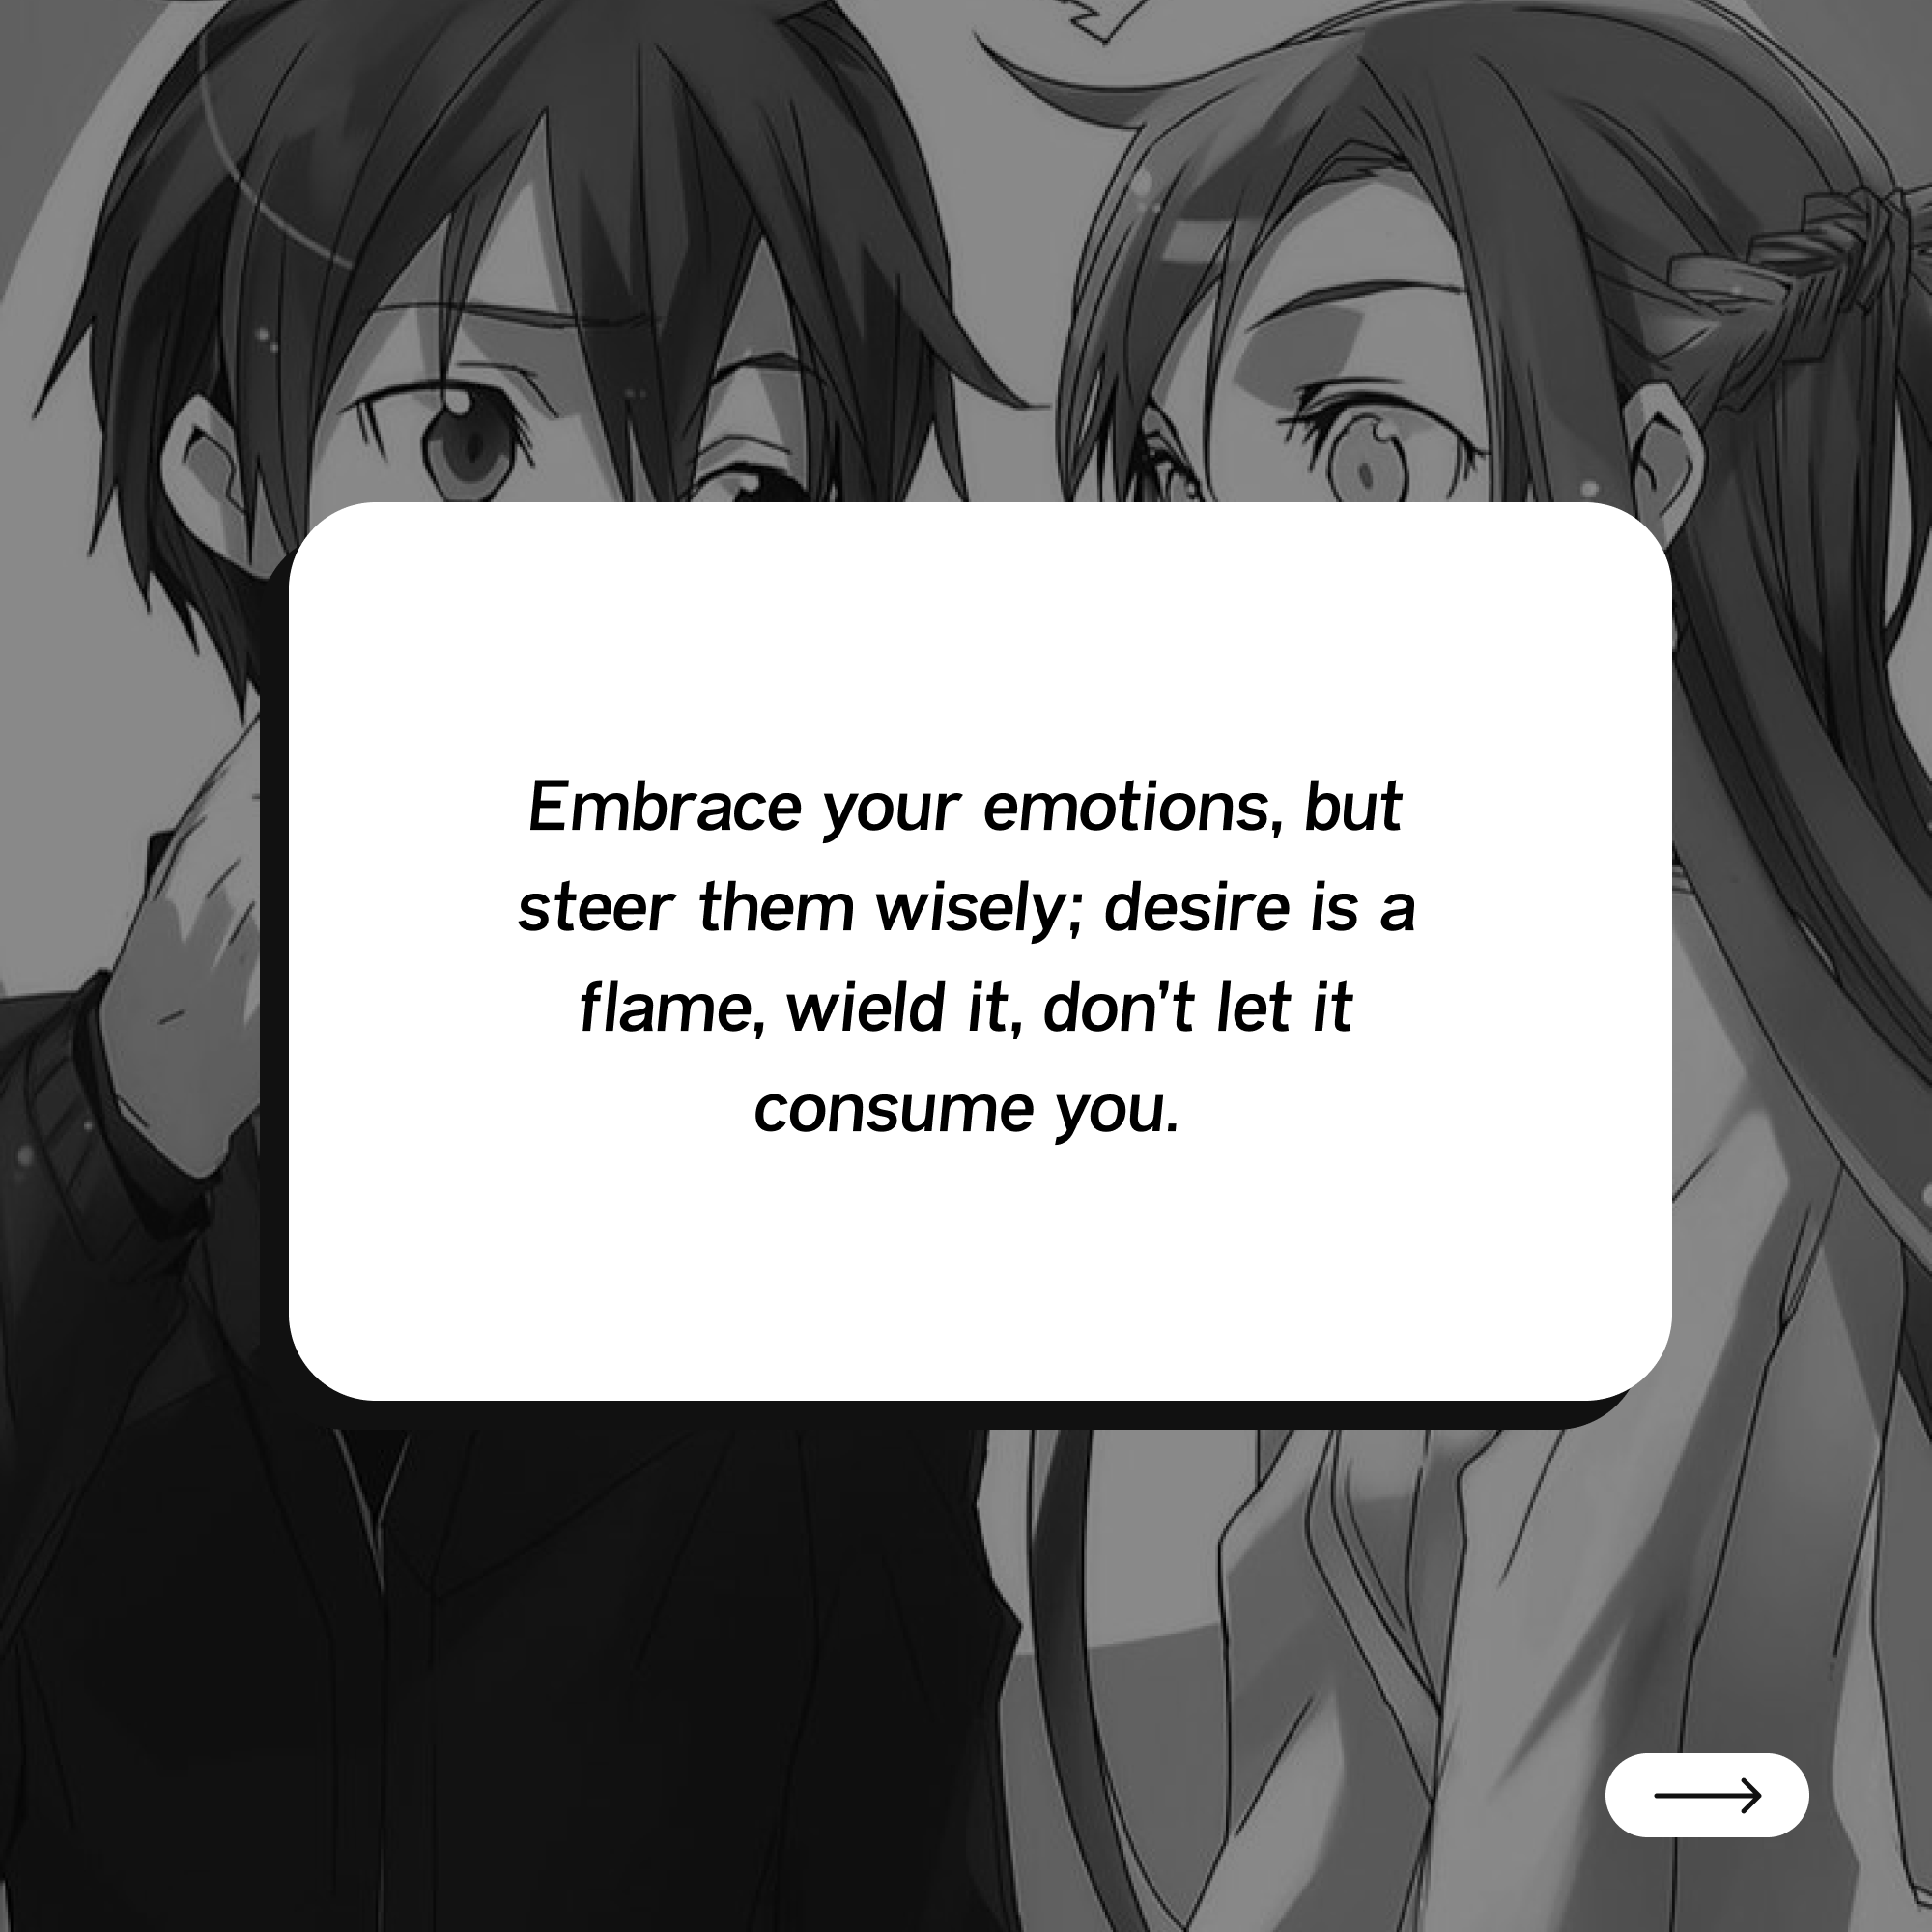 Embrace your emotions, but
steer them wisely; desire is a
flame, wield it, don’t let it
consume you.